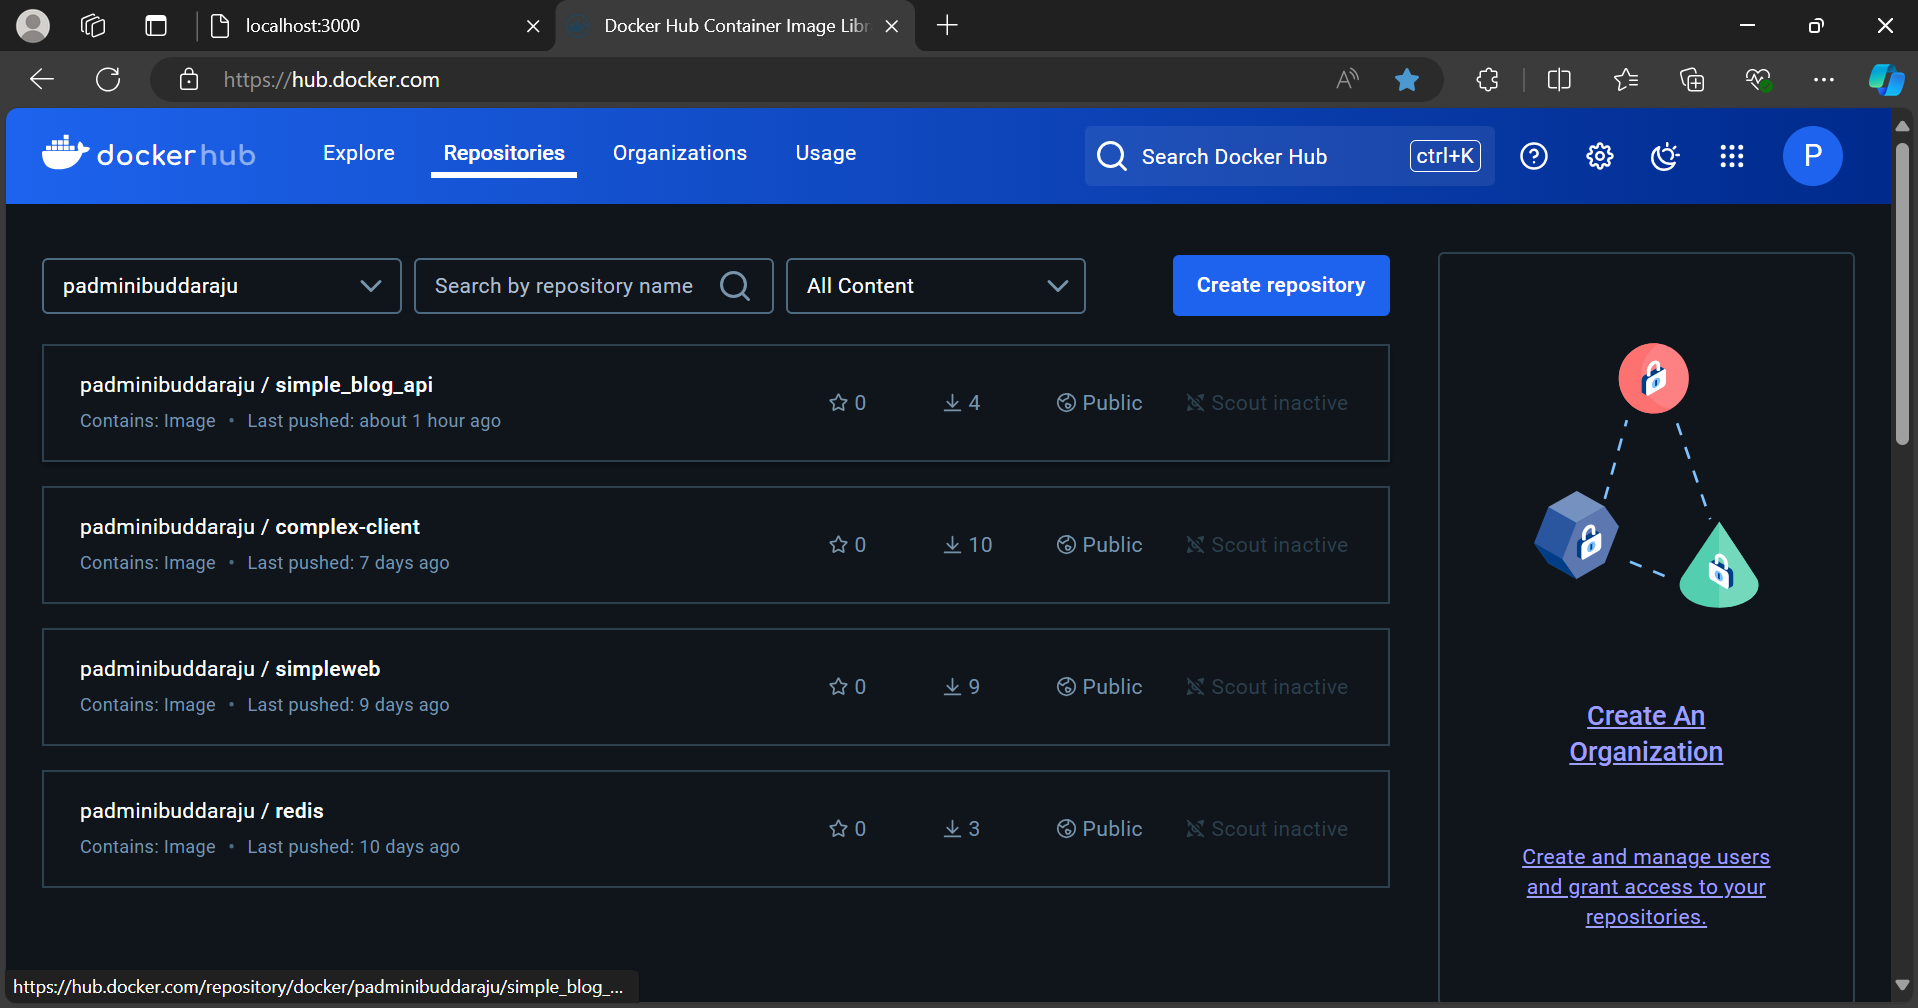 localhost:3000
Docker Hub Container Image Libr
https://hub.docker.com
docker hub
Explore
Repositories
Organizations
Usage
Search Docker Hub
ctrl+K
P
padminibuddaraju
Search by repository name
All Content
Create repository
padminibuddaraju / simple_blog_api
Contains: Image • Last pushed: about 1 hour ago
0
4
Public
Scout inactive
padminibuddaraju / complex-client
Contains: Image • Last pushed: 7 days ago
0
10
Public
Scout inactive
padminibuddaraju / simpleweb
Contains: Image • Last pushed: 9 days ago
0
9
Public
Scout inactive
padminibuddaraju / redis
Contains: Image • Last pushed: 10 days ago
0
3
Public
Scout inactive
Create An
Organization
Create and manage users
and grant access to your
repositories.
https://hub.docker.com/repository/docker/padminibuddaraju/simple_blog_...